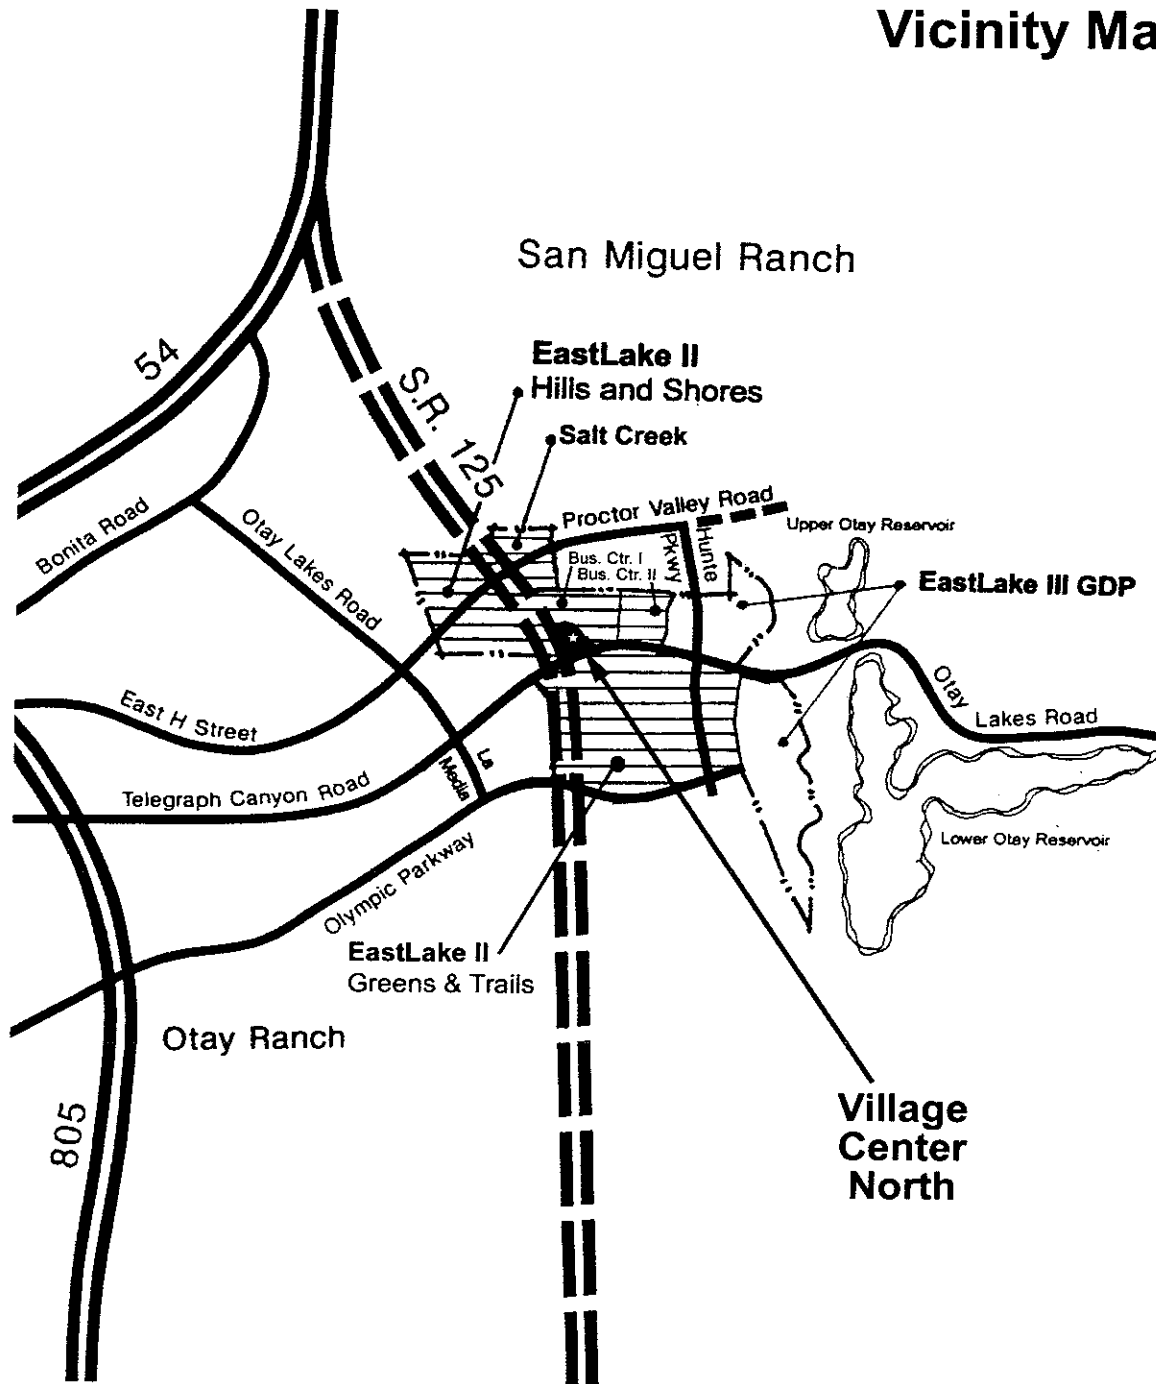 Vicinity Ma
San Miguel Ranch
54
S.R. 125
EastLake II
Hills and Shores
Salt Creek
Proctor Valley Road
Upper Otay Reservoir
Bonita Road
Otay Lakes Road
Bus. Ctr. I
Bus. Ctr. II
Hunte
Pkwy
EastLake III GDP
Otay
Lakes Road
East H Street
La
Media
Telegraph Canyon Road
Olympic Parkway
Lower Otay Reservoir
EastLake II
Greens & Trails
Otay Ranch
805
Village
Center
North